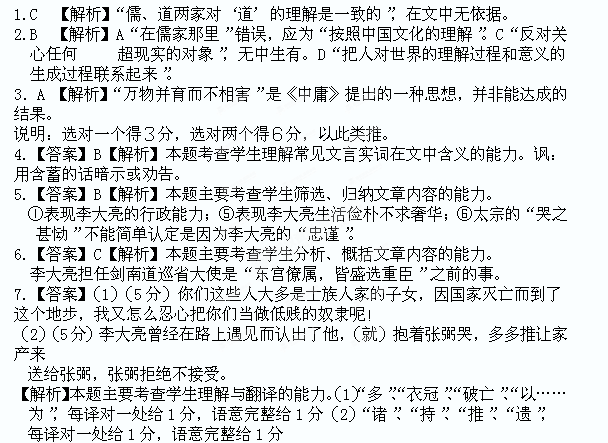 1.C 【解析】“儒、道两家对‘道’的理解是一致的”，在文中无依据。
2.B 【解析】A“在儒家那里”错误，应为“按照中国文化的理解”。C“反对关
心任何 超现实的对象”，无中生有。D“把人对世界的理解过程和意义的
生成过程联系起来”。
3. A 【解析】“万物并育而不相害”是《中庸》提出的一种思想，并非能达成的
结果。
说明：选对一个得3分，选对两个得6分，以此类推。
4.【答案】B【解析】本题考查学生理解常见文言实词在文中含义的能力。讽：
用含蓄的话暗示或劝告。
5.【答案】B【解析】本题主要考查学生筛选、归纳文章内容的能力。
①表现李大亮的行政能力；⑤表现李大亮生活俭朴不求奢华；⑥太宗的“哭之
甚恸”不能简单认定是因为李大亮的“忠谨”。
6.【答案】C【解析】本题主要考查学生分析、概括文章内容的能力。
李大亮担任剑南道巡省大使是“东宫僚属，皆盛选重臣”之前的事。
7.【答案】（1）（5分）你们这些人大多是士族人家的子女，因国家灭亡而到了
这个地步，我又怎么忍心把你们当做低贱的奴隶呢！
（2）（5分）李大亮曾经在路上遇见而认出了他，（就）抱着张弼哭，多多推让家
产来
送给张弼，张弼拒绝不接受。
【解析】本题主要考查学生理解与翻译的能力。（1）“多”、“衣冠”、“破亡”、“以……
为”，每译对一处给1分，语意完整给1分（2）“诸”、“持”、“推”、“遗”，
每译对一处给1分，语意完整给1分